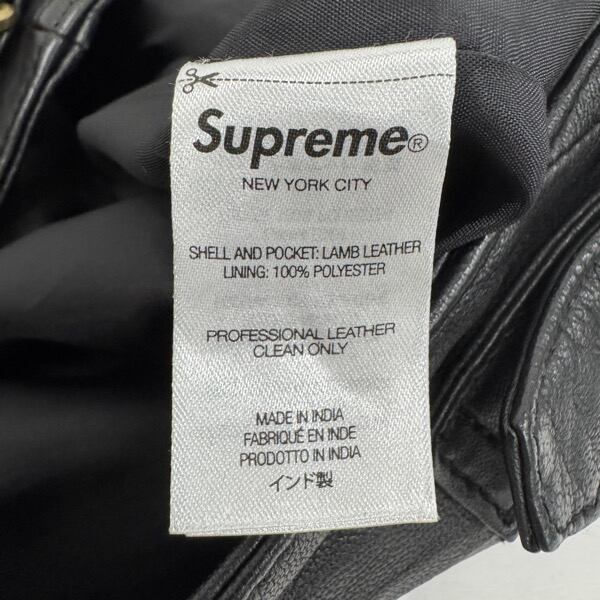 Supreme®
NEW YORK CITY
SHELL AND POCKET: LAMB LEATHER
LINING: 100% POLYESTER
PROFESSIONAL LEATHER
CLEAN ONLY
MADE IN INDIA
FABRIQUÉ EN INDE
PRODOTTO IN INDIA
インド製